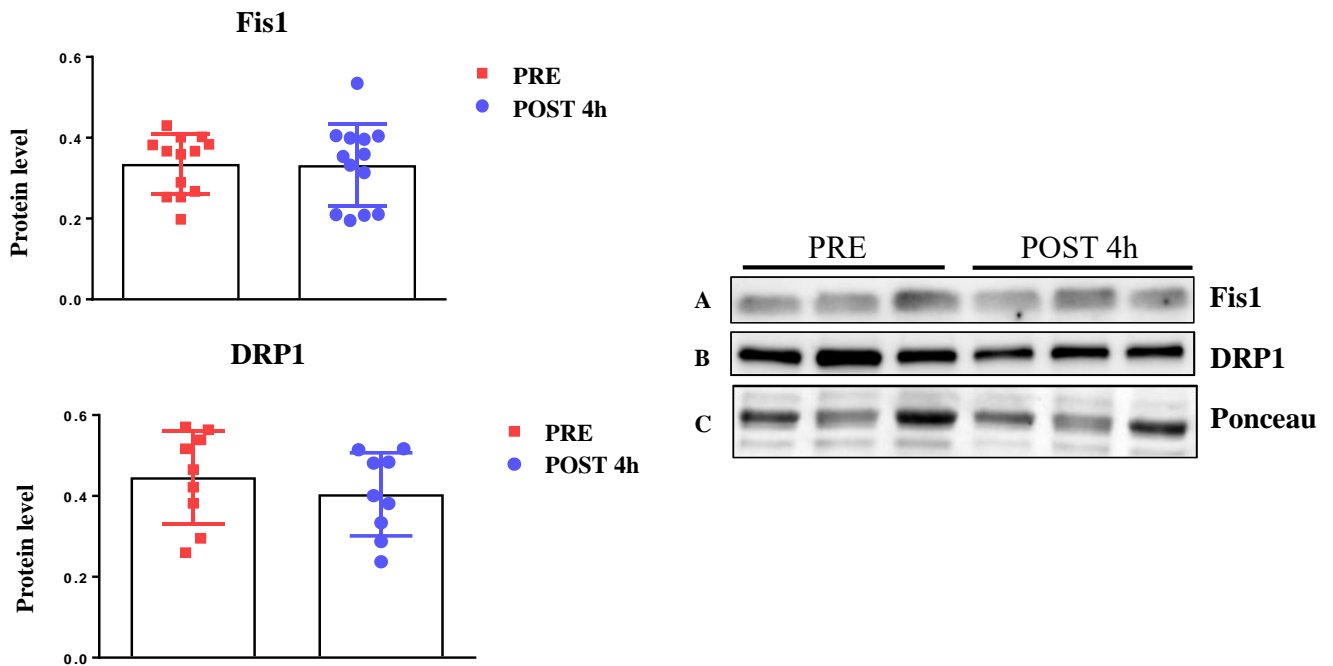 Fis1
Protein level
0.6
0.4
0.2
0.0
PRE
POST 4h
DRP1
Protein level
0.6
0.4
0.2
0.0
PRE
POST 4h
PRE POST 4h
A Fis1
B DRP1
C Ponceau